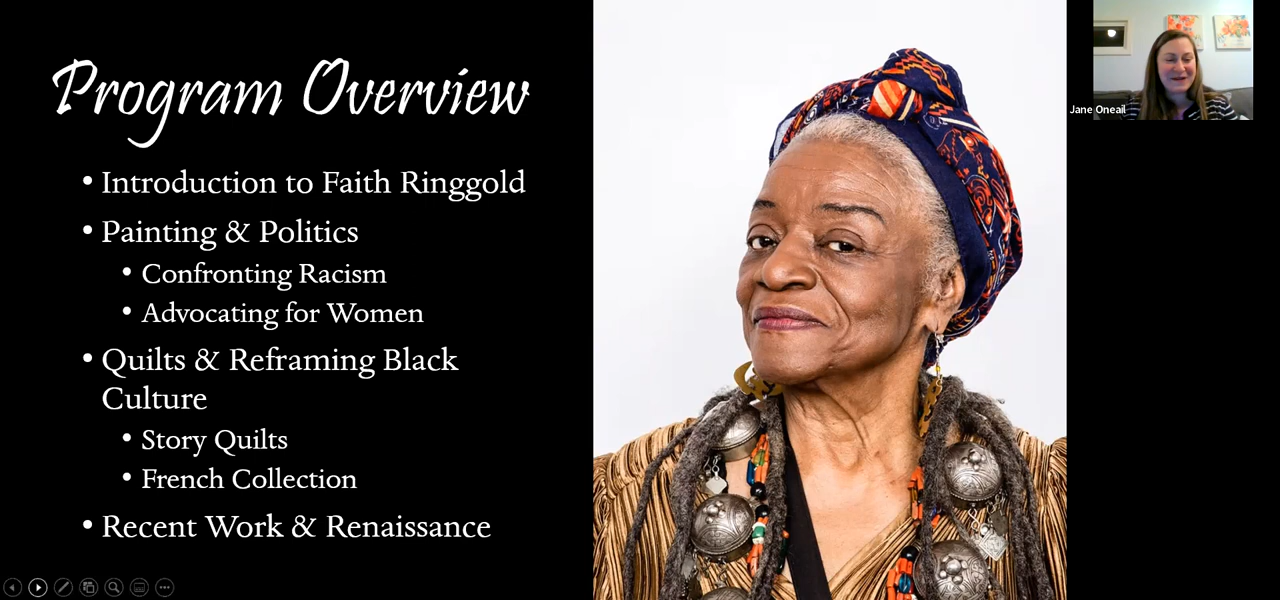 Program Overview
• Introduction to Faith Ringgold
• Painting & Politics
• Confronting Racism
• Advocating for Women
• Quilts & Reframing Black
Culture
• Story Quilts
• French Collection
• Recent Work & Renaissance
Jane Oneail